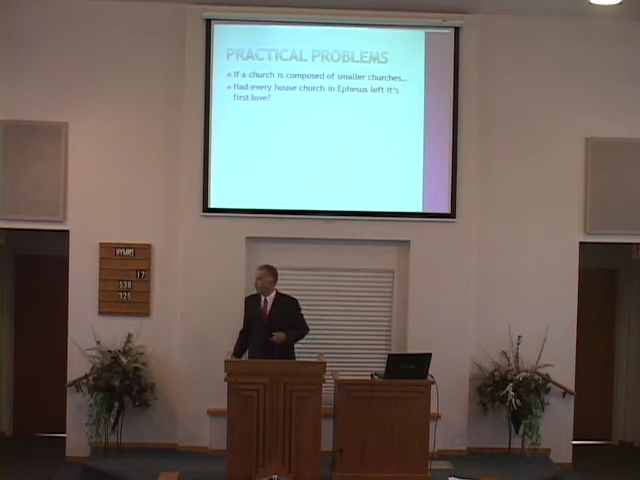 PRACTICAL PROBLEMS
If a church is composed of smaller churches…
Had every house church in Ephesus left it's
first love?
HYMNS
17
538
325